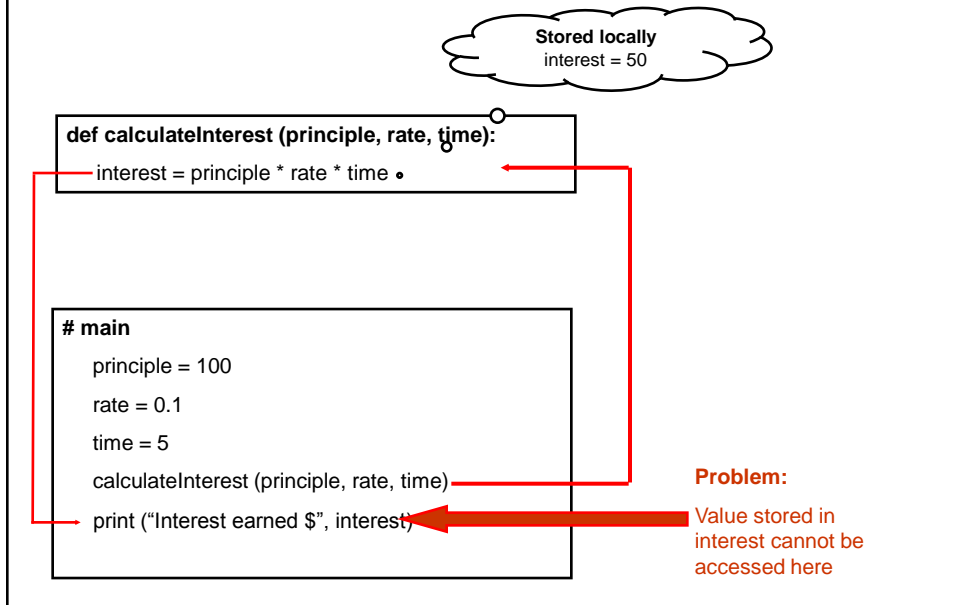 Stored locally
interest = 50
def calculateInterest (principle, rate, time):
interest = principle * rate * time
# main
principle = 100
rate = 0.1
time = 5
calculateInterest (principle, rate, time)
print (“Interest earned $”, interest)
Problem:
Value stored in
interest cannot be
accessed here